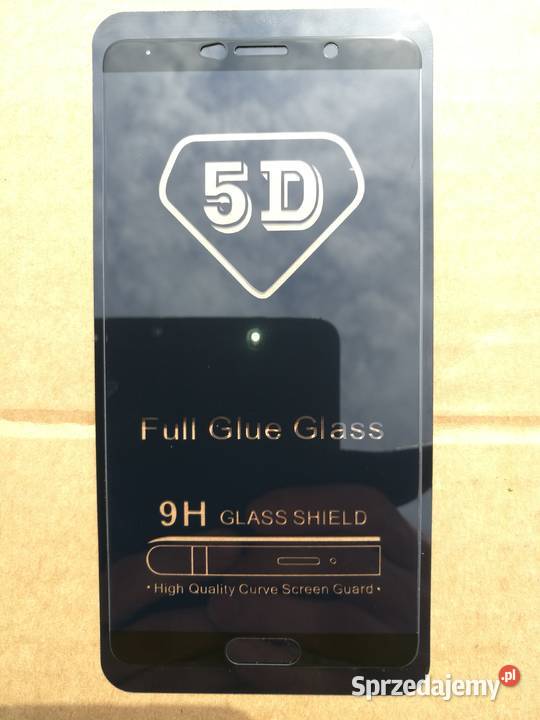 5D
Full Glue Glass
9H GLASS SHIELD
• High Quality Curve Screen Guard •
Sprzedajemy.pl